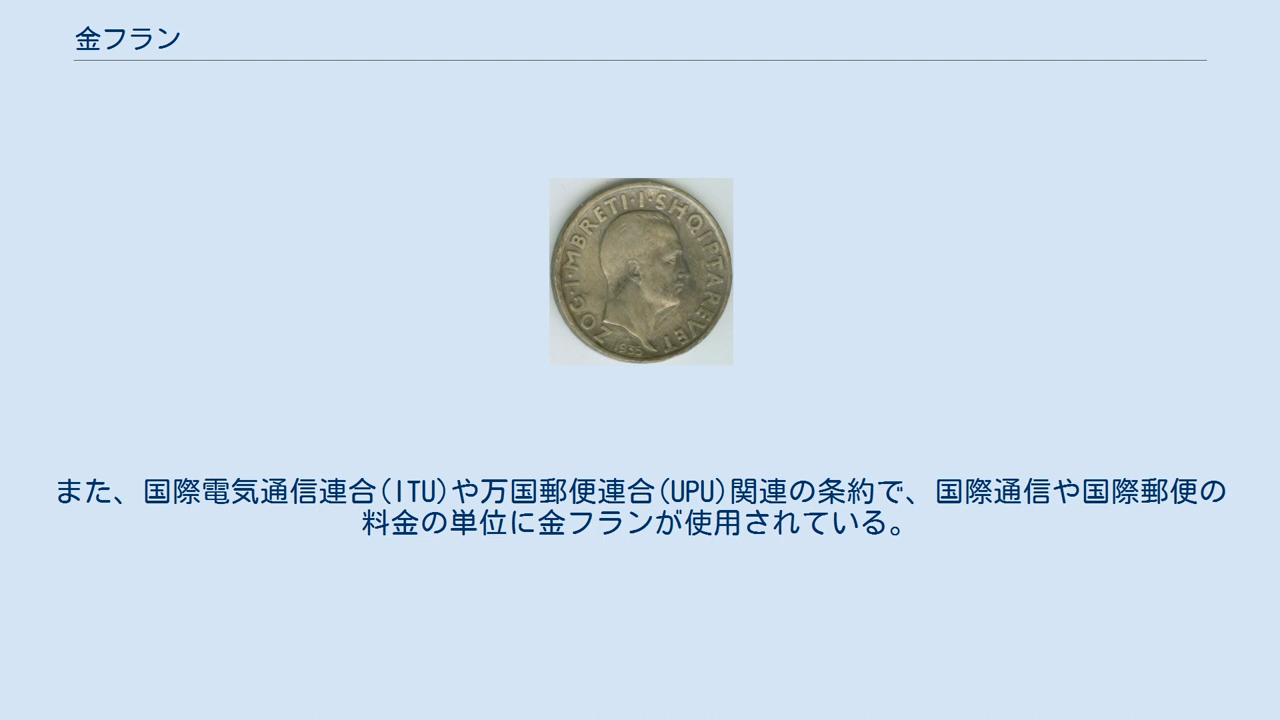 金フラン
ZOG·I·MBRETI·I·SHQIPTAREVET
1935
また、国際電気通信連合(ITU)や万国郵便連合(UPU)関連の条約で、国際通信や国際郵便の
料金の単位に金フランが使用されている。